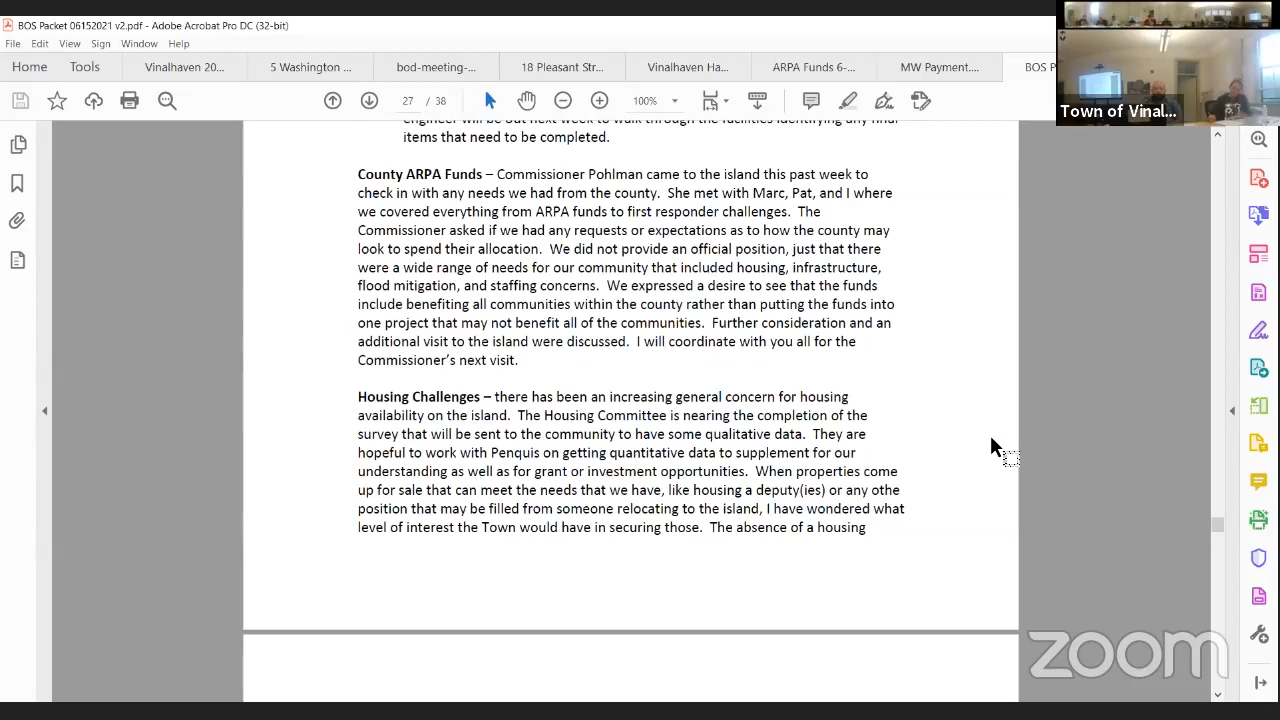 BOS Packet 06152021 v2.pdf - Adobe Acrobat Pro DC (32-bit)
File Edit View Sign Window Help
Home Tools Vinalhaven 20... 5 Washington ... bod-meeting-... 18 Pleasant Str... Vinalhaven Ha... ARPA Funds 6-... MW Payment.... BOS P
/ 38 100%
Town of Vinal...
engineer will be out next week to walk through the facilities identifying any final
items that need to be completed.
County ARPA Funds – Commissioner Pohlman came to the island this past week to
check in with any needs we had from the county. She met with Marc, Pat, and I where
we covered everything from ARPA funds to first responder challenges. The
Commissioner asked if we had any requests or expectations as to how the county may
look to spend their allocation. We did not provide an official position, just that there
were a wide range of needs for our community that included housing, infrastructure,
flood mitigation, and staffing concerns. We expressed a desire to see that the funds
include benefiting all communities within the county rather than putting the funds into
one project that may not benefit all of the communities. Further consideration and an
additional visit to the island were discussed. I will coordinate with you all for the
Commissioner's next visit.
Housing Challenges – there has been an increasing general concern for housing
availability on the island. The Housing Committee is nearing the completion of the
survey that will be sent to the community to have some qualitative data. They are
hopeful to work with Penquis on getting quantitative data to supplement for our
understanding as well as for grant or investment opportunities. When properties come
up for sale that can meet the needs that we have, like housing a deputy(ies) or any othe
position that may be filled from someone relocating to the island, I have wondered what
level of interest the Town would have in securing those. The absence of a housing
zoom